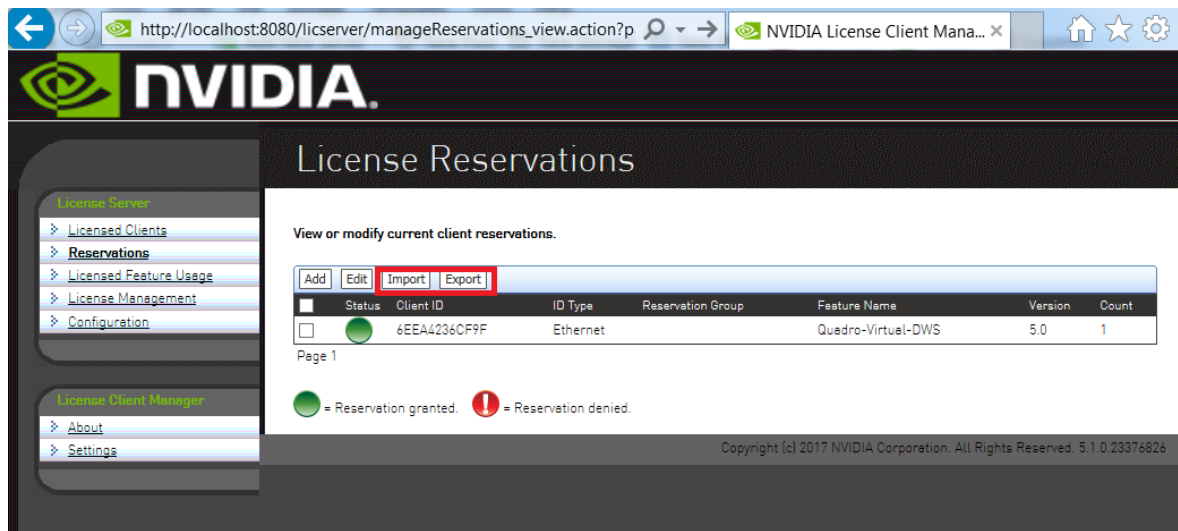 http://localhost:8080/licserver/manageReservations_view.action?p
NVIDIA License Client Mana...
NVIDIA.
License Reservations
License Server
Licensed Clients
Reservations
Licensed Feature Usage
License Management
Configuration
License Client Manager
About
Settings
View or modify current client reservations.
Add Edit Import Export
Status Client ID ID Type Reservation Group Feature Name Version Count
6EEA4236CF9F Ethernet Quadro-Virtual-DWS 5.0 1
Page 1
= Reservation granted. = Reservation denied.
Copyright (c) 2017 NVIDIA Corporation. All Rights Reserved. 5.1.0.23376826